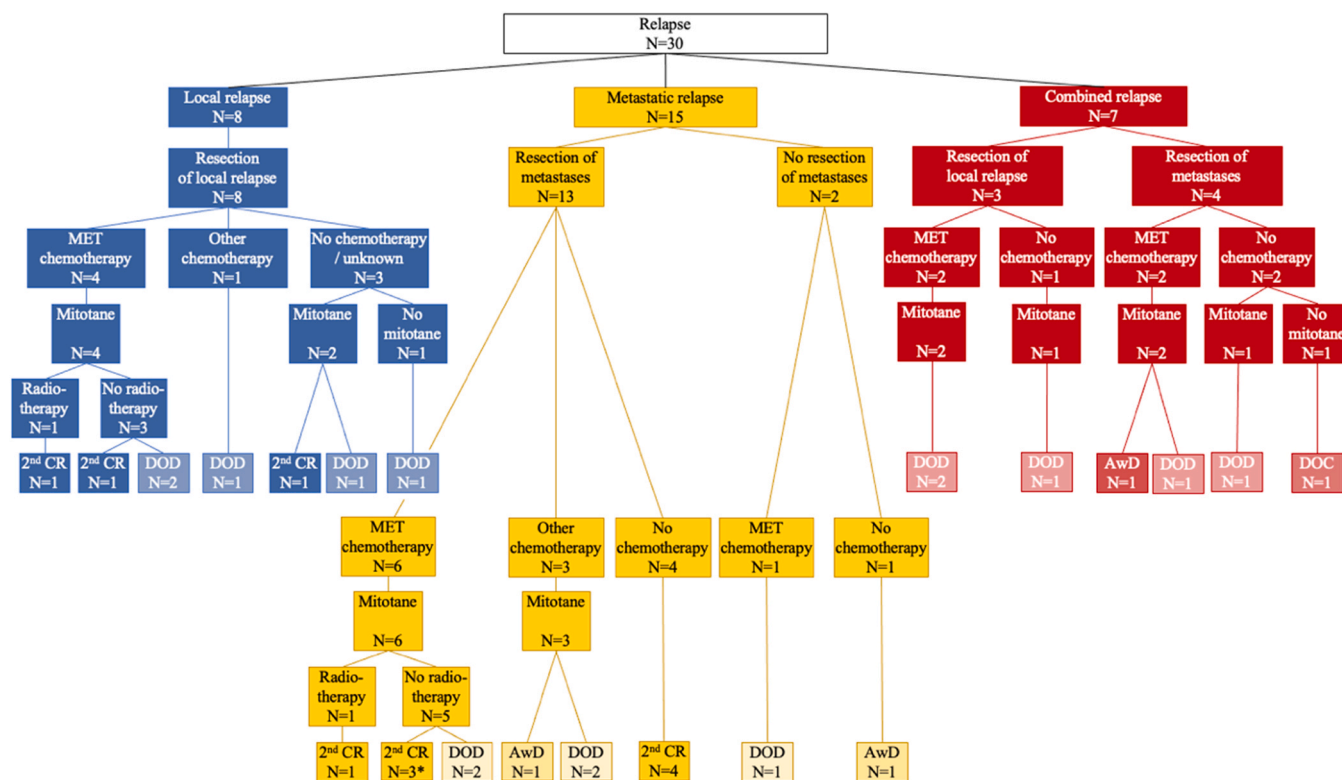 Relapse
N=30
Local relapse
N=8
Metastatic relapse
N=15
Combined relapse
N=7
Resection
of local relapse
N=8
Resection of
metastases
N=13
No resection
of metastases
N=2
Resection of
local relapse
N=3
Resection of
metastases
N=4
MET
chemotherapy
N=4
Other
chemotherapy
N=1
No chemotherapy
/ unknown
N=3
MET
chemotherapy
N=2
No
chemotherapy
N=1
MET
chemotherapy
N=2
No
chemotherapy
N=2
Mitotane
N=4
Mitotane
N=2
No
mitotane
N=1
Mitotane
N=2
Mitotane
N=1
Mitotane
N=2
Mitotane
N=1
No
mitotane
N=1
Radio-
therapy
N=1
No radio-
therapy
N=3
2nd CR
N=1
2nd CR
N=1
DOD
N=2
DOD
N=1
2nd CR
N=1
DOD
N=1
DOD
N=1
DOD
N=2
DOD
N=1
AwD
N=1
DOD
N=1
DOD
N=1
DOC
N=1
MET
chemotherapy
N=6
Other
chemotherapy
N=3
No
chemotherapy
N=4
MET
chemotherapy
N=1
No
chemotherapy
N=1
Mitotane
N=6
Mitotane
N=3
Radio-
therapy
N=1
No radio-
therapy
N=5
2nd CR
N=1
2nd CR
N=3*
DOD
N=2
AwD
N=1
DOD
N=2
2nd CR
N=4
DOD
N=1
AwD
N=1